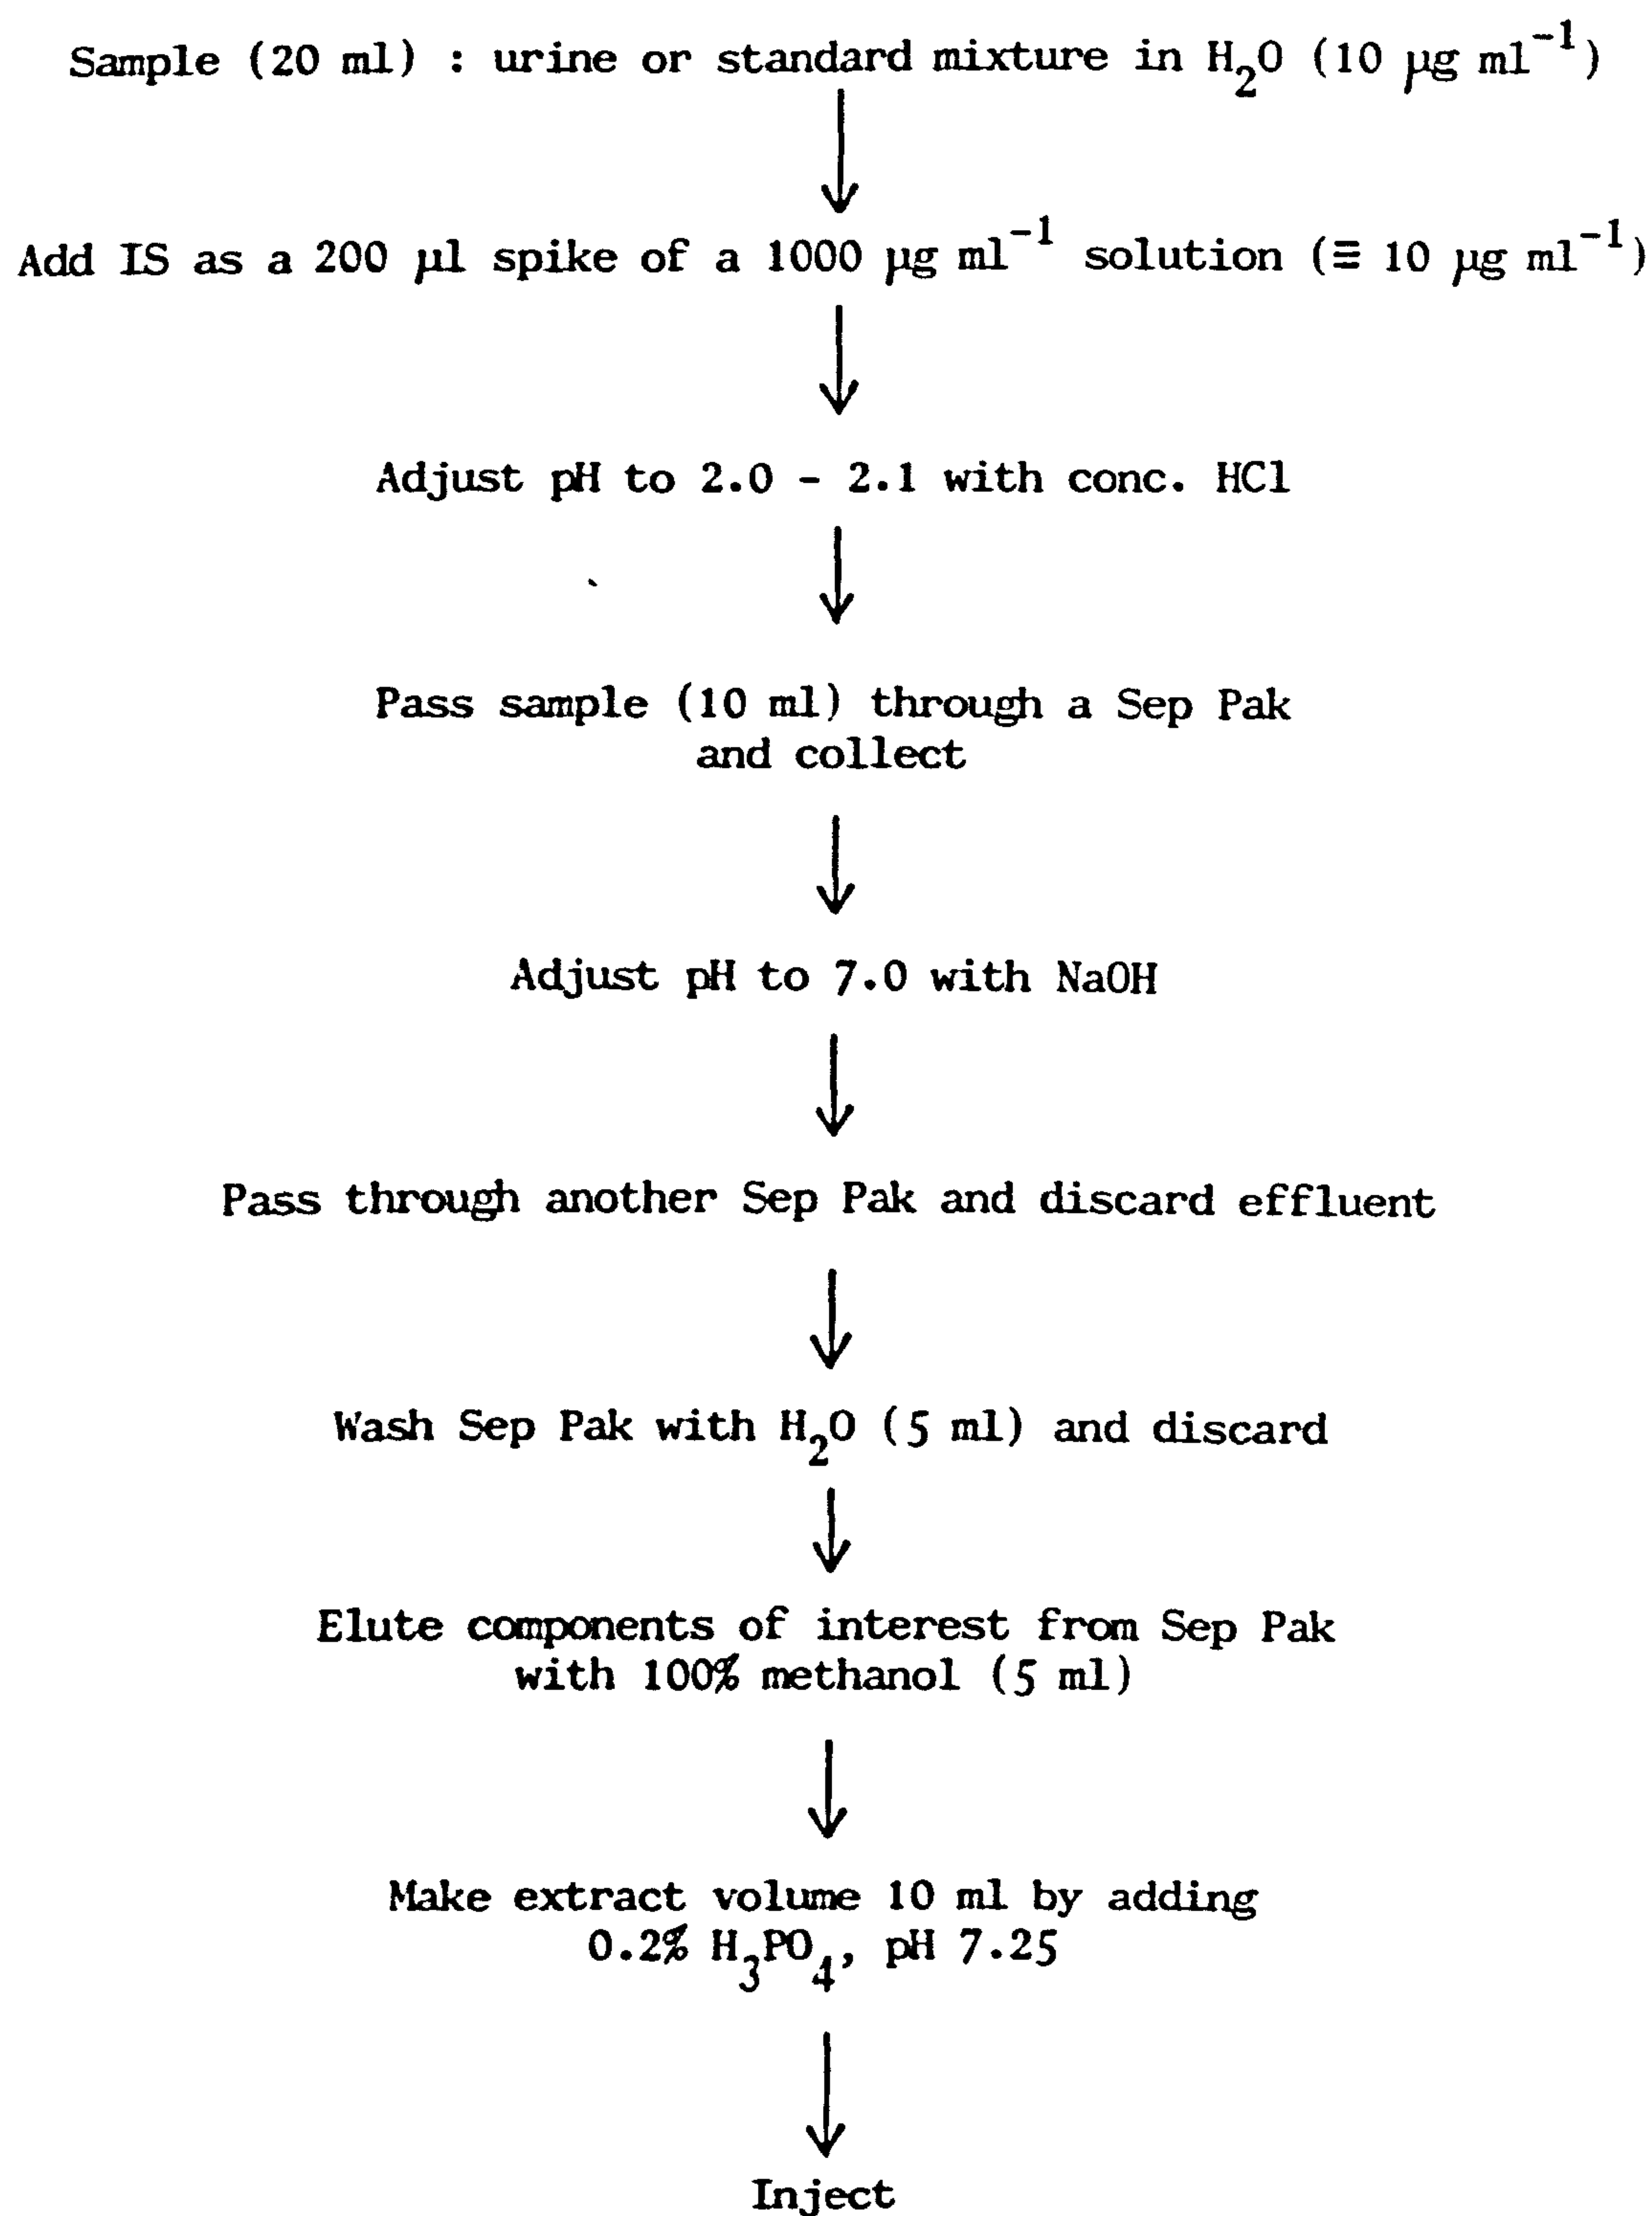 Sample (20 ml) : urine or standard mixture in H₂O (10 µg ml⁻¹)
Add IS as a 200 µl spike of a 1000 µg ml⁻¹ solution (≡ 10 µg ml⁻¹)
Adjust pH to 2.0 - 2.1 with conc. HCl
Pass sample (10 ml) through a Sep Pak
and collect
Adjust pH to 7.0 with NaOH
Pass through another Sep Pak and discard effluent
Wash Sep Pak with H₂O (5 ml) and discard
Elute components of interest from Sep Pak
with 100% methanol (5 ml)
Make extract volume 10 ml by adding
0.2% H₃PO₄, pH 7.25
Inject